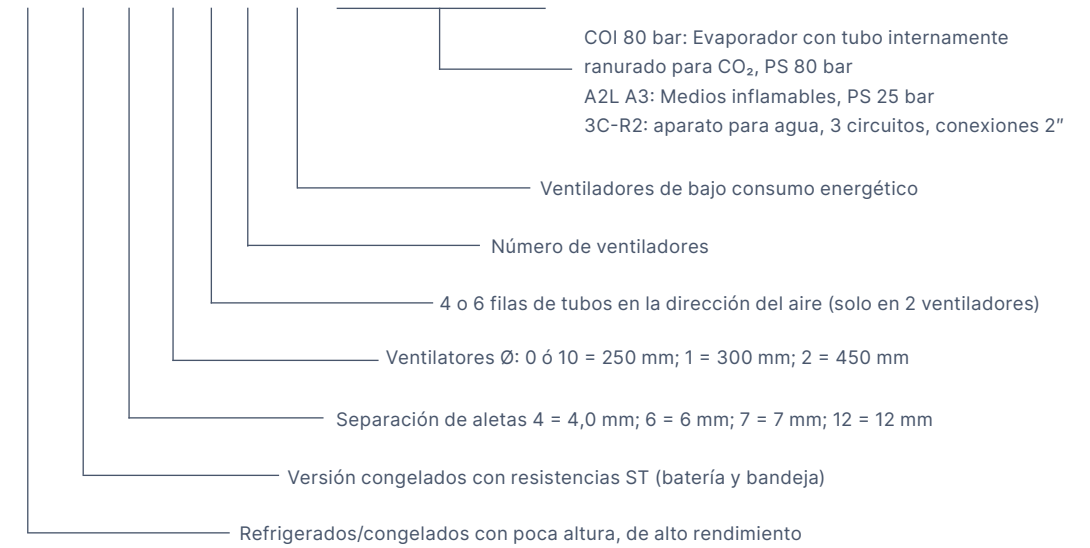 COI 80 bar: Evaporador con tubo internamente
ranurado para CO₂, PS 80 bar
A2L A3: Medios inflamables, PS 25 bar
3C-R2: aparato para agua, 3 circuitos, conexiones 2"
Ventiladores de bajo consumo energético
Número de ventiladores
4 o 6 filas de tubos en la dirección del aire (solo en 2 ventiladores)
Ventilatores Ø: 0 ó 10 = 250 mm; 1 = 300 mm; 2 = 450 mm
Separación de aletas 4 = 4,0 mm; 6 = 6 mm; 7 = 7 mm; 12 = 12 mm
Versión congelados con resistencias ST (batería y bandeja)
Refrigerados/congelados con poca altura, de alto rendimiento